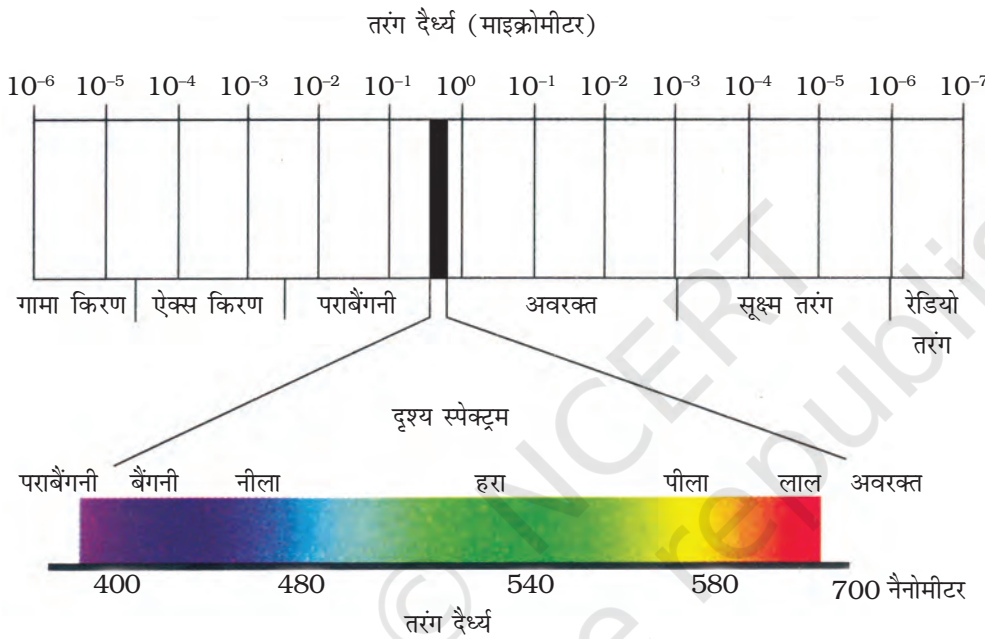 तरंग दैर्ध्य (माइक्रोमीटर)
10⁻⁶ 10⁻⁵ 10⁻⁴ 10⁻³ 10⁻² 10⁻¹ 10⁰ 10⁻¹ 10⁻² 10⁻³ 10⁻⁴ 10⁻⁵ 10⁻⁶ 10⁻⁷
गामा किरण ऐक्स किरण पराबैंगनी अवरक्त सूक्ष्म तरंग रेडियो
तरंग
दृश्य स्पेक्ट्रम
पराबैंगनी बैंगनी नीला हरा पीला लाल अवरक्त
400 480 540 580 700 नैनोमीटर
तरंग दैर्ध्य
© NCERT
republis